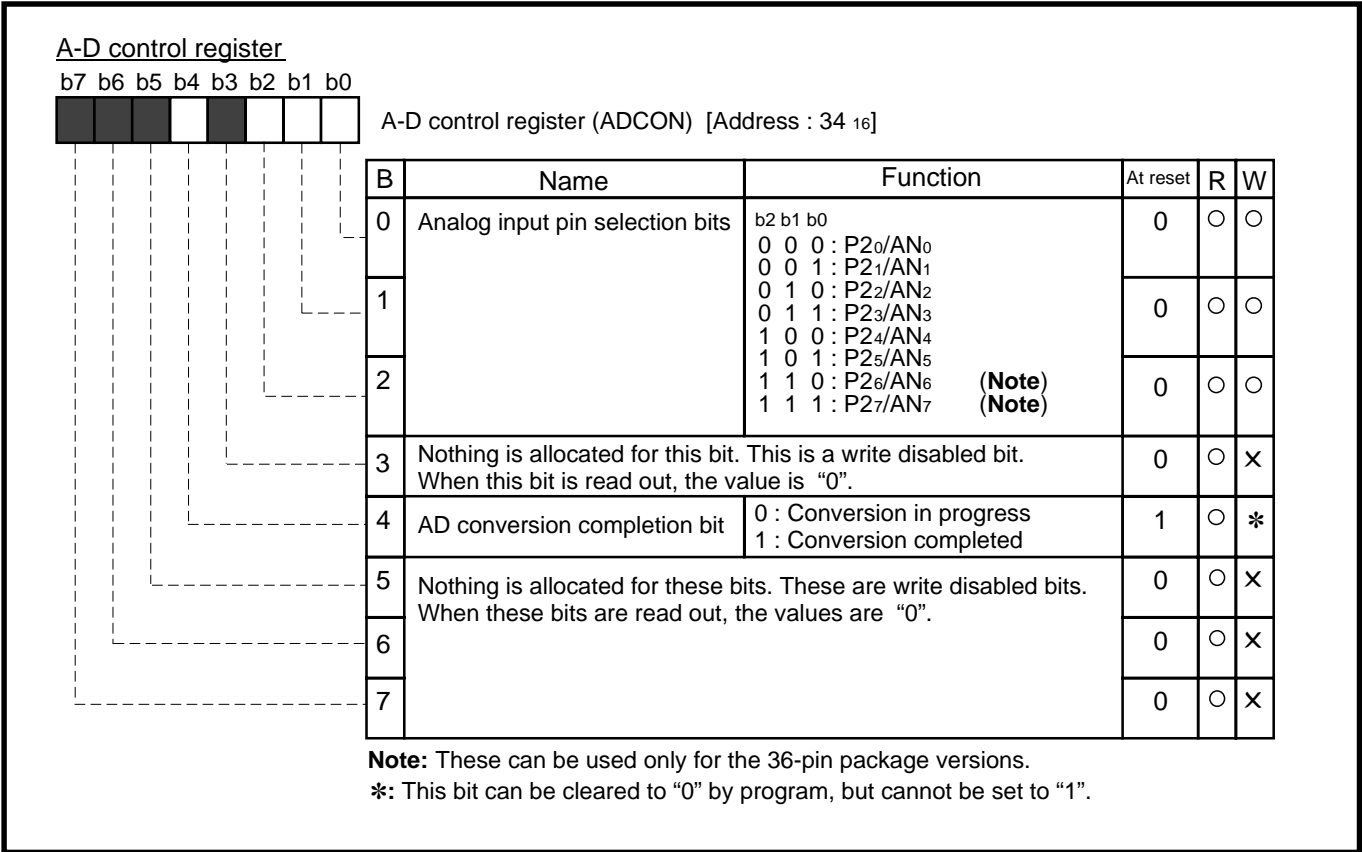 A-D control register
b7 b6 b5 b4 b3 b2 b1 b0
A-D control register (ADCON) [Address : 34 16]
B Name Function At reset R W
0 Analog input pin selection bits b2 b1 b0 0 ○ ○
0 0 0 : P20/AN0
0 0 1 : P21/AN1
0 1 0 : P22/AN2
1 0 ○ ○
0 1 1 : P23/AN3
1 0 0 : P24/AN4
1 0 1 : P25/AN5
2 1 1 0 : P26/AN6 (Note) 0 ○ ○
1 1 1 : P27/AN7 (Note)
3 Nothing is allocated for this bit. This is a write disabled bit. 0 ○ ×
When this bit is read out, the value is “0”.
4 AD conversion completion bit 0 : Conversion in progress 1 ○ ✻
1 : Conversion completed
5 Nothing is allocated for these bits. These are write disabled bits. 0 ○ ×
When these bits are read out, the values are “0”.
6 0 ○ ×
7 0 ○ ×
Note: These can be used only for the 36-pin package versions.
✻: This bit can be cleared to “0” by program, but cannot be set to “1”.